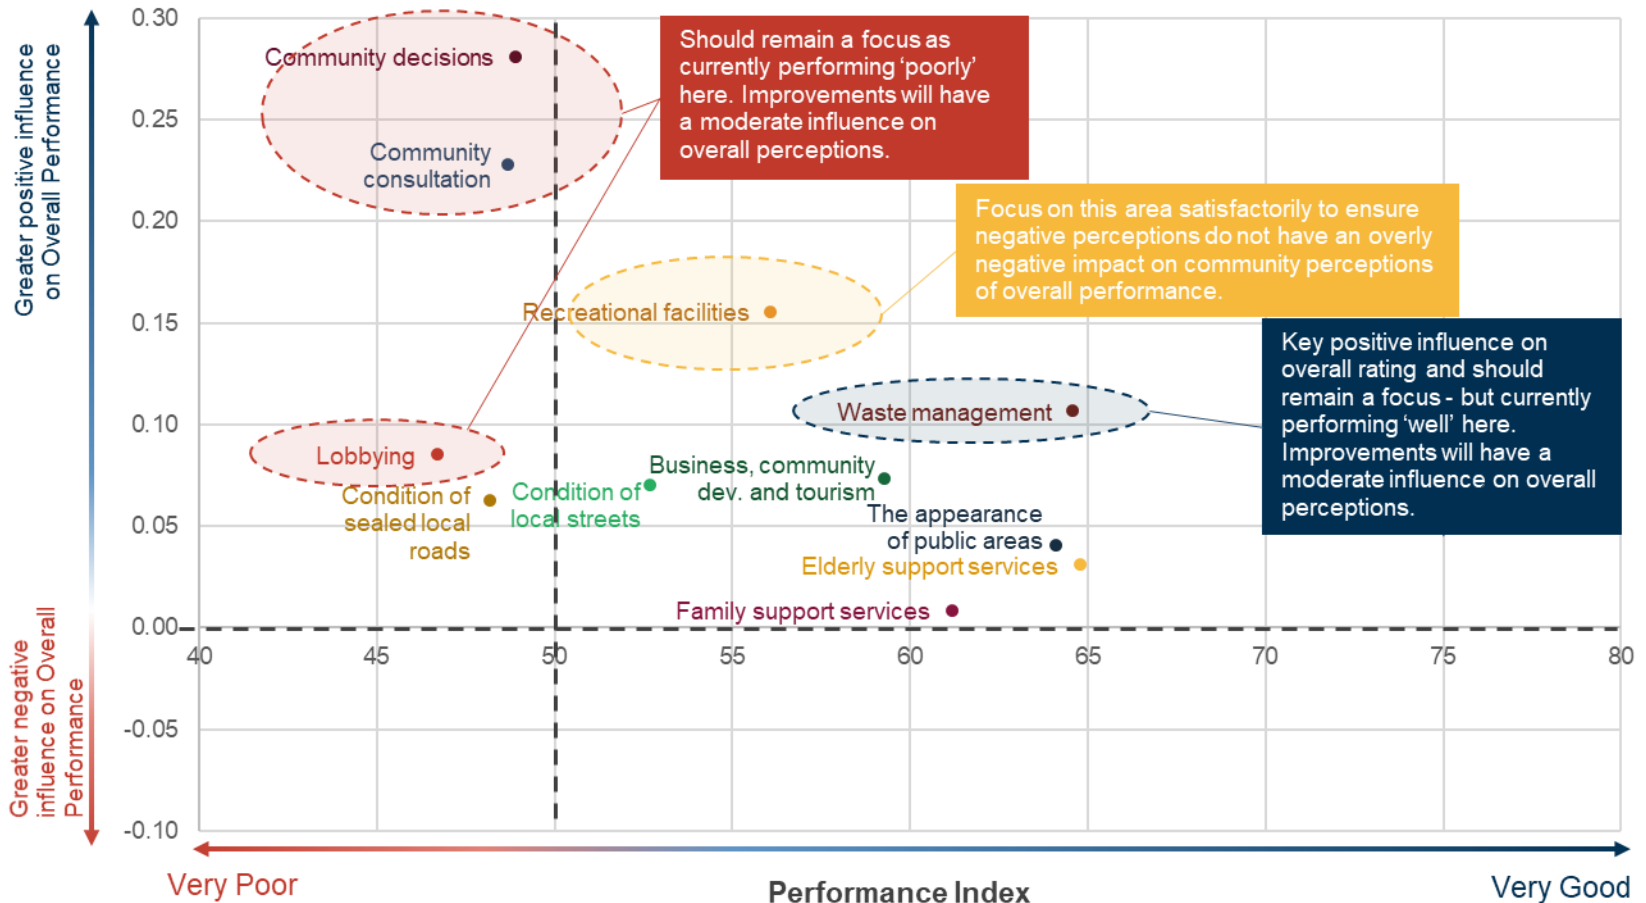 Greater positive influence
on Overall Performance
Greater negative
influence on Overall
Performance
0.30
0.25
0.20
0.15
0.10
0.05
0.00
-0.05
-0.10
40
45
50
55
60
65
70
75
80
Community decisions
Community
consultation
Recreational facilities
Waste management
Lobbying
Condition of
sealed local
roads
Condition of
local streets
Business, community
dev. and tourism
The appearance
of public areas
Elderly support services
Family support services
Should remain a focus as
currently performing ‘poorly’
here. Improvements will have
a moderate influence on
overall perceptions.
Focus on this area satisfactorily to ensure
negative perceptions do not have an overly
negative impact on community perceptions
of overall performance.
Key positive influence on
overall rating and should
remain a focus - but currently
performing ‘well’ here.
Improvements will have a
moderate influence on overall
perceptions.
Very Poor
Performance Index
Very Good